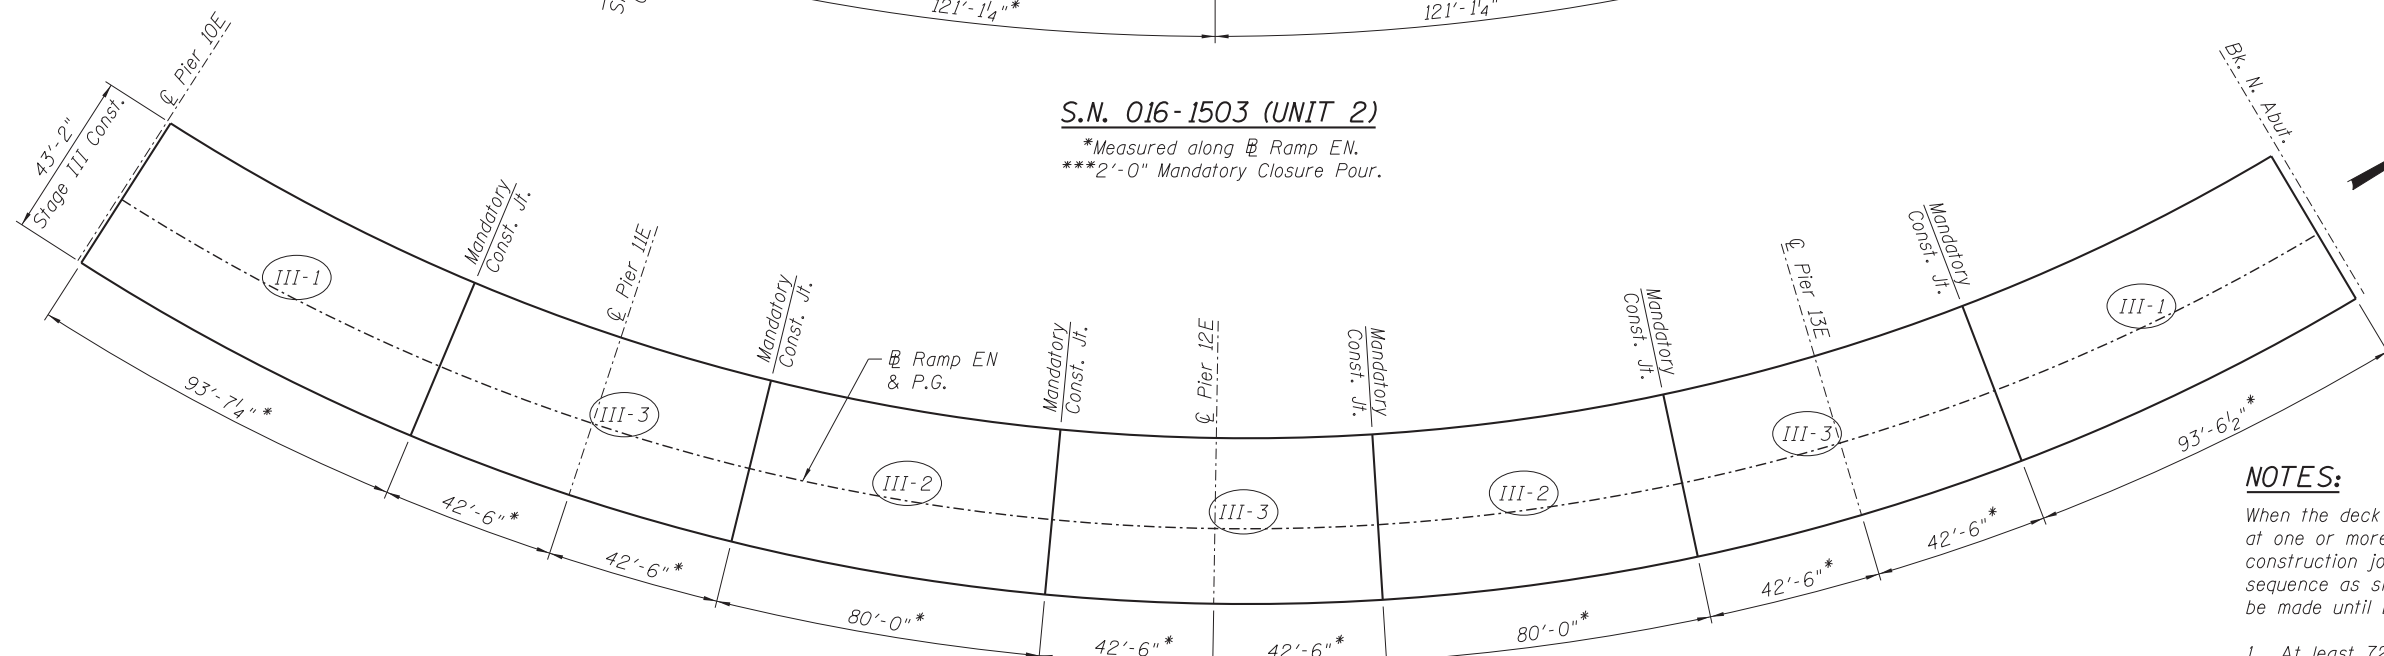 121'-1¼"*
121'-1¼"
S.N. 016-1503 (UNIT 2)
*Measured along ⅊ Ramp EN.
***2'-0" Mandatory Closure Pour.
43'-2"
Stage III Const.
℄ Pier 10E
Mandatory
Const. Jt.
℄ Pier 11E
Mandatory
Const. Jt.
Mandatory
Const. Jt.
℄ Pier 12E
Mandatory
Const. Jt.
Mandatory
Const. Jt.
℄ Pier 13E
Mandatory
Const. Jt.
Bk. N. Abut.
III-1
III-3
III-2
III-3
III-2
III-3
III-1
⅊ Ramp EN
& P.G.
93'-7¼"*
42'-6"*
42'-6"*
80'-0"*
42'-6"*
42'-6"*
80'-0"*
42'-6"*
42'-6"*
93'-6½"*
NOTES:
When the deck
at one or more
construction jo
sequence as s
be made until
1. At least 72